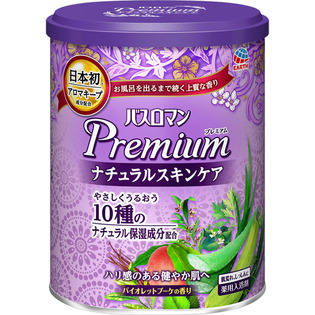 EARTH
日本初
アロマキープ
成分配合
お風呂を出るまで続く上質な香り
バスロマン
プレミアム
Premium
ナチュラルスキンケア
やさしくうるおう
10種の
ナチュラル保湿成分配合
ハリ感のある健やか肌へ
バイオレットブーケの香り
薬用入浴剤